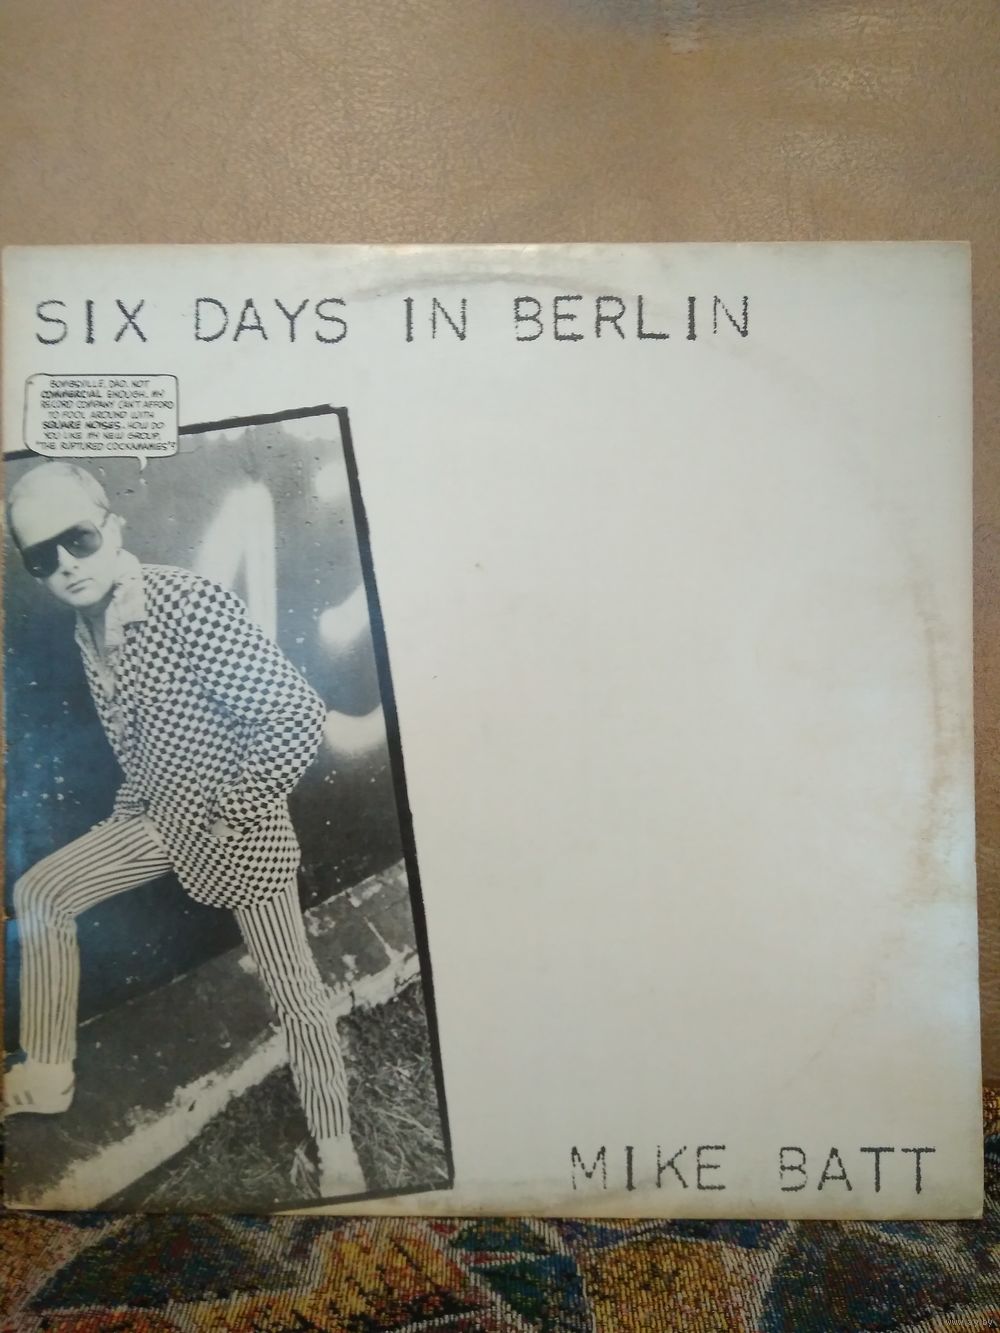 SIX DAYS IN BERLIN
BOMBSVILLE, DAD. NOT
COMMERCIAL ENOUGH. MY
RECORD COMPANY CAN'T AFFORD
TO FOOL AROUND WITH
SQUARE NOISES. HOW DO
YOU LIKE MY NEW GROUP,
"THE RUPTURED COCKAMAMIES"?
MIKE BATT